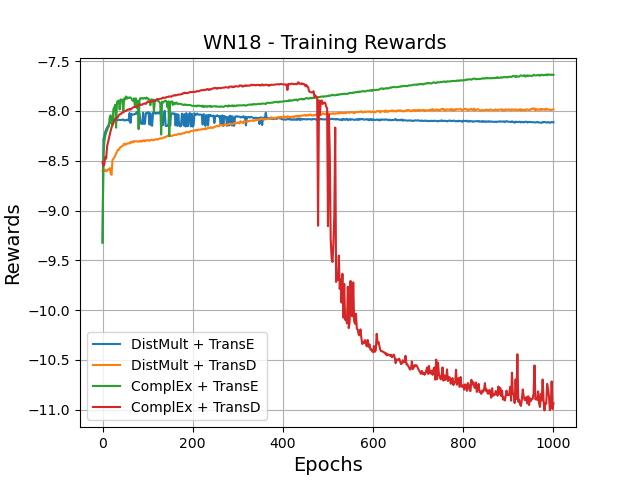 WN18 - Training Rewards
Rewards
−7.5
−8.0
−8.5
−9.0
−9.5
−10.0
−10.5
−11.0
DistMult + TransE
DistMult + TransD
ComplEx + TransE
ComplEx + TransD
0 200 400 600 800 1000
Epochs